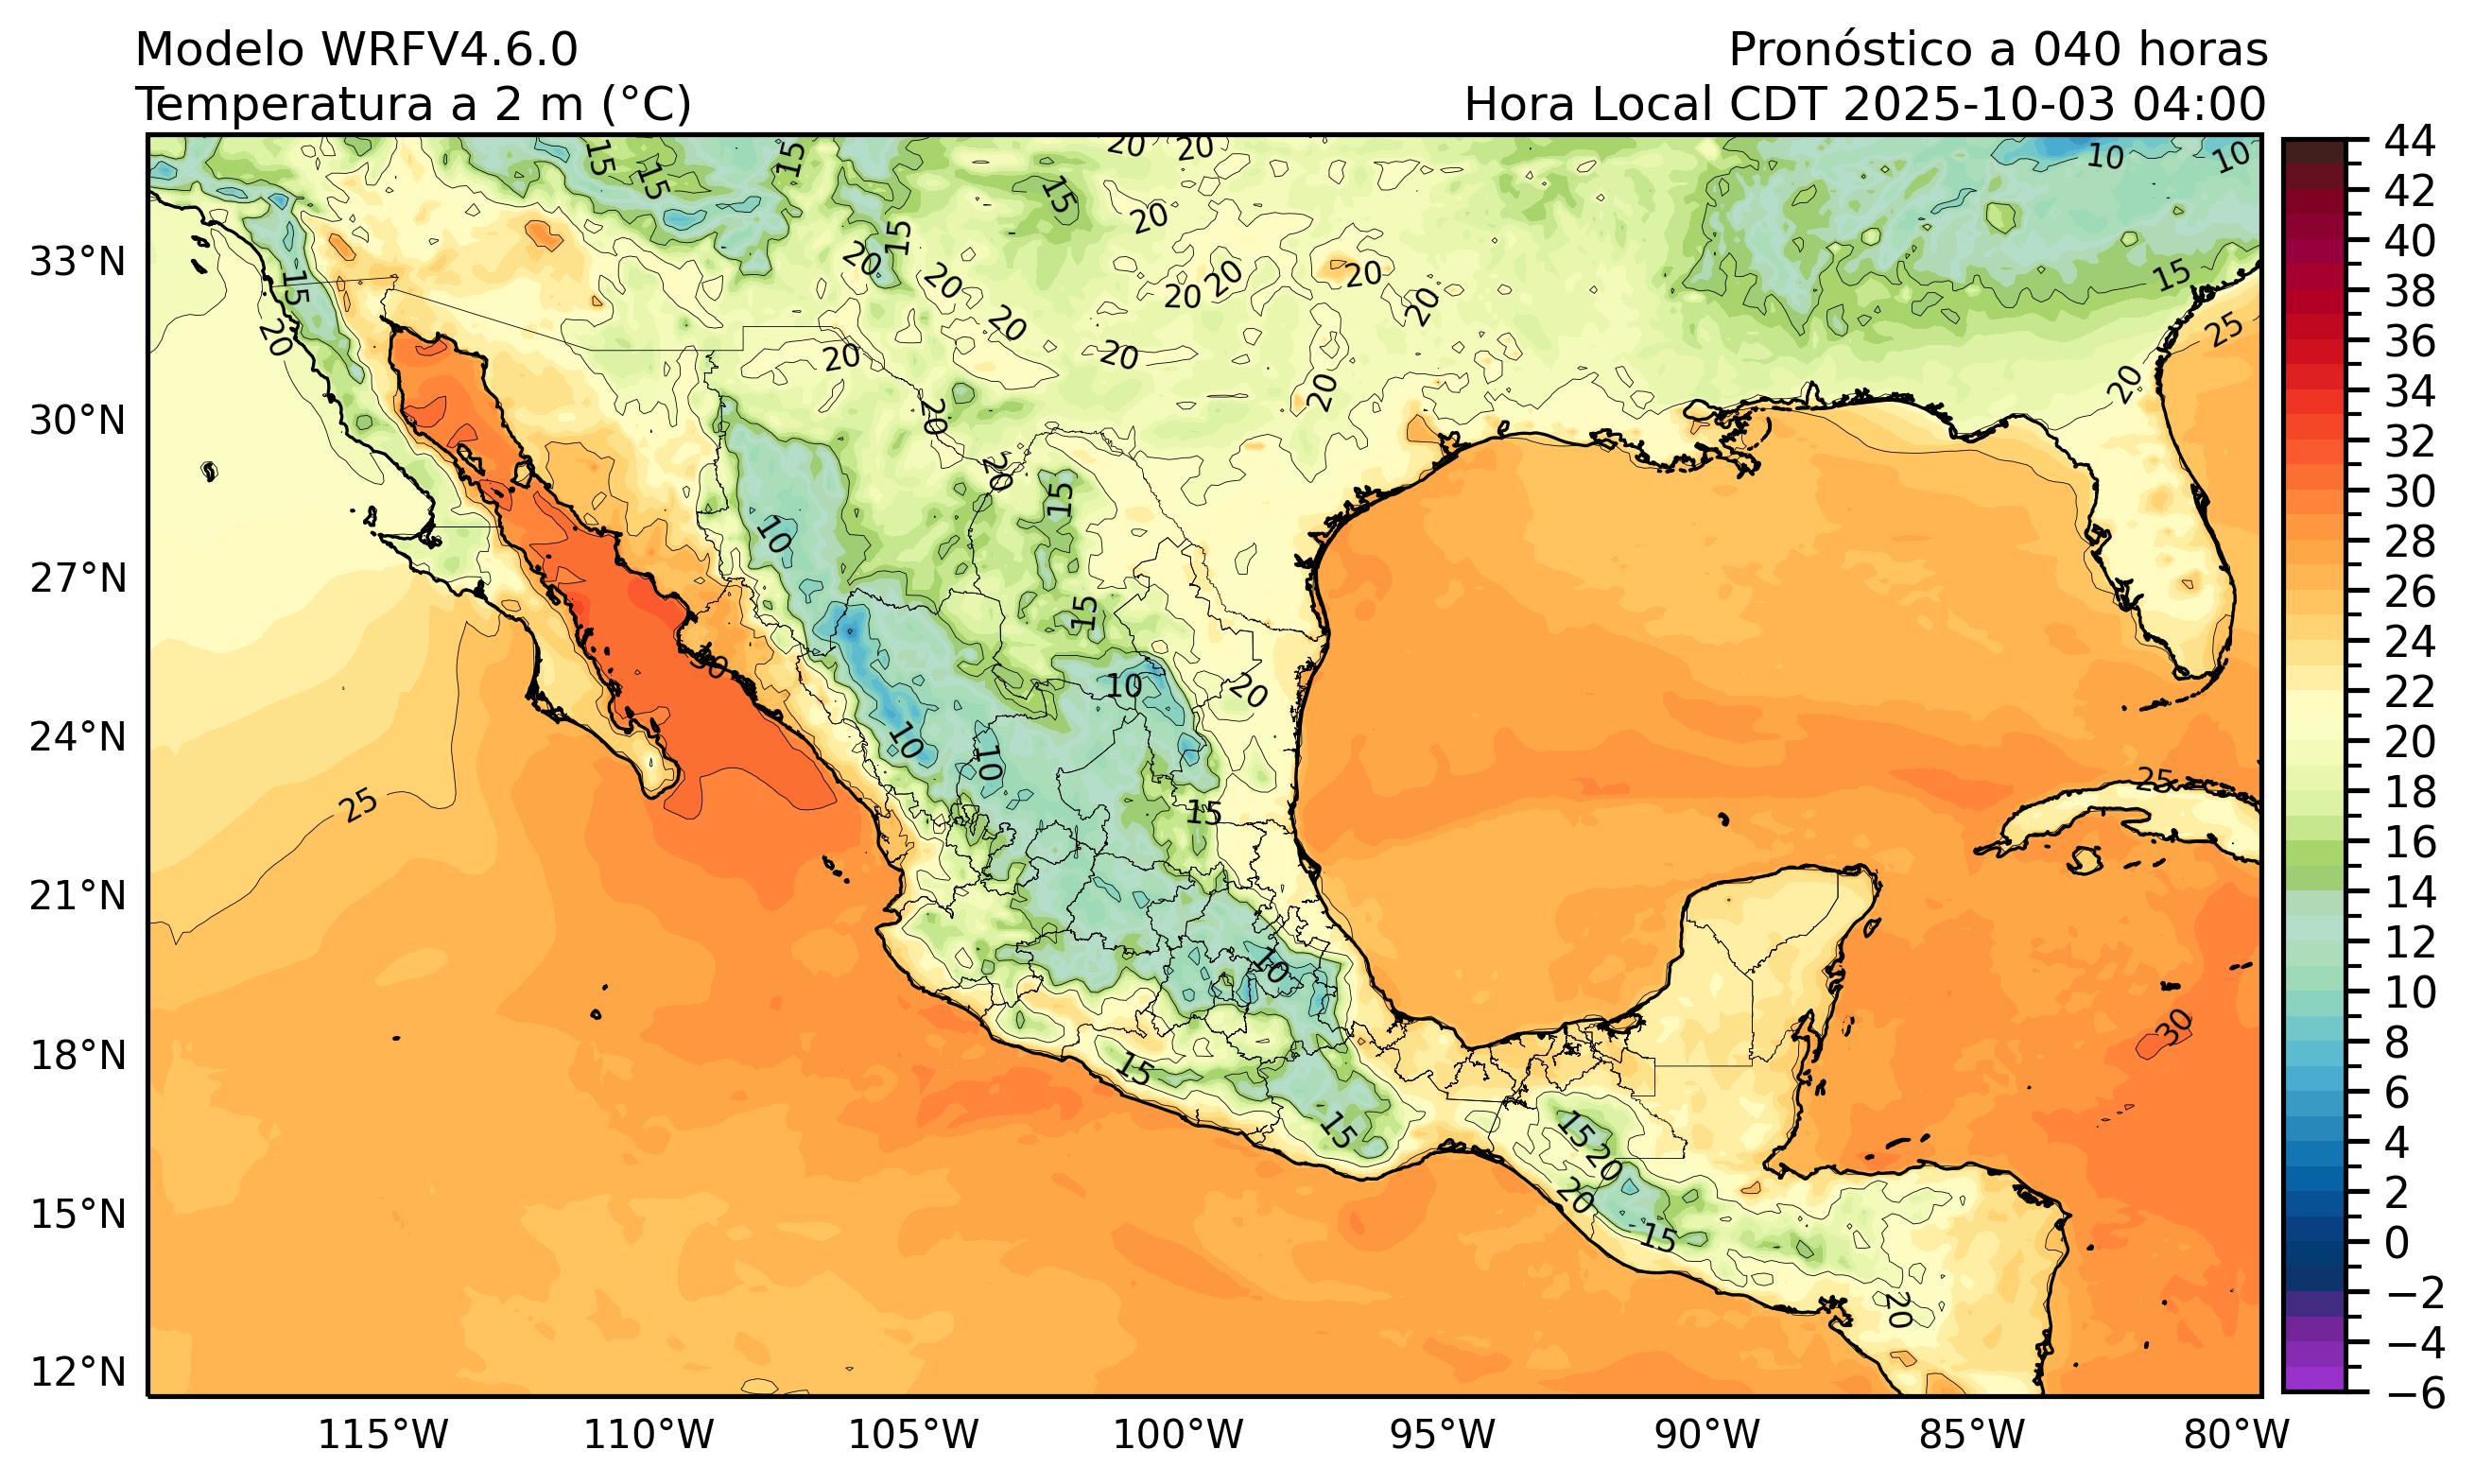 Modelo WRFV4.6.0
Pronóstico a 040 horas
Temperatura a 2 m (°C)
Hora Local CDT 2025-10-03 04:00
20 20
15 15 15 15 10 10
20
15 20 15
33°N
15 20 20 20 20 20 20
20 20 20 25
20 20
30°N
20 20
20 15
10
27°N
15
30 10 20
24°N
10 10
25 15 25
21°N
10
30
18°N
15
15 15 20
20
15°N
15
20
12°N
115°W 110°W 105°W 100°W 95°W 90°W 85°W 80°W
44
42
40
38
36
34
32
30
28
26
24
22
20
18
16
14
12
10
8
6
4
2
0
−2
−4
−6